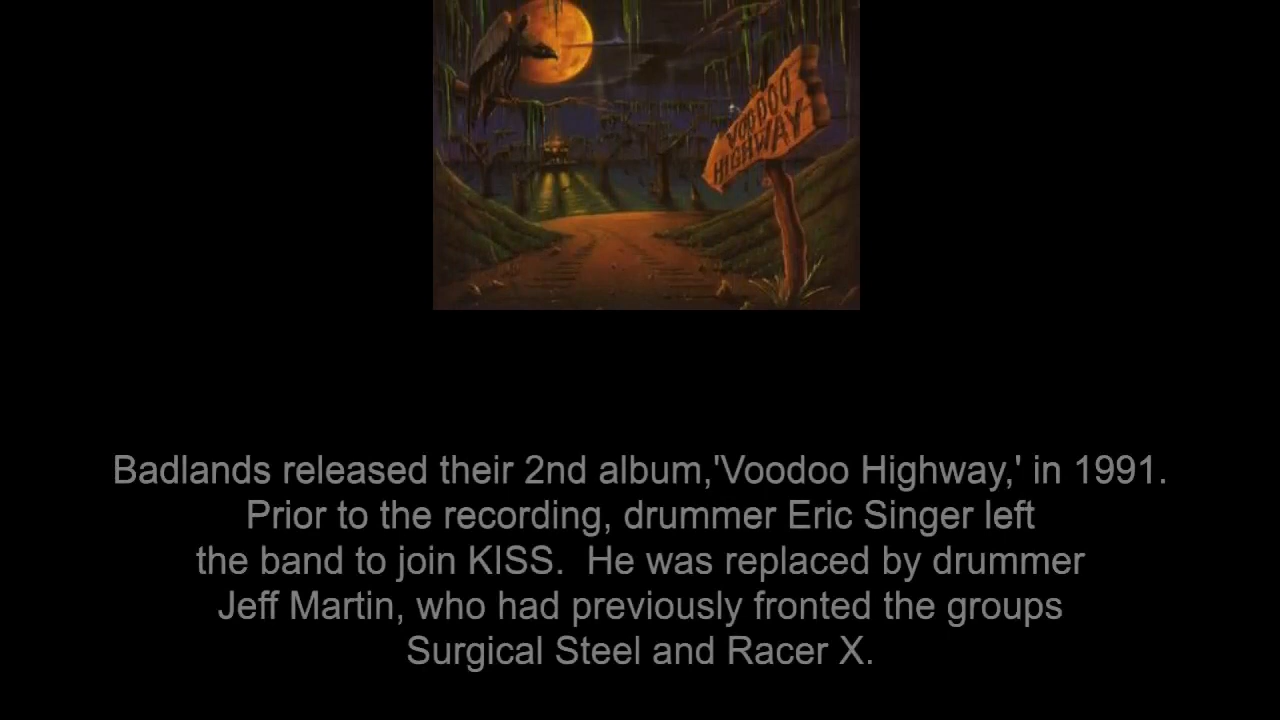 VOODOO
HIGHWAY
Badlands released their 2nd album,'Voodoo Highway,' in 1991.
Prior to the recording, drummer Eric Singer left
the band to join KISS.  He was replaced by drummer
Jeff Martin, who had previously fronted the groups
Surgical Steel and Racer X.